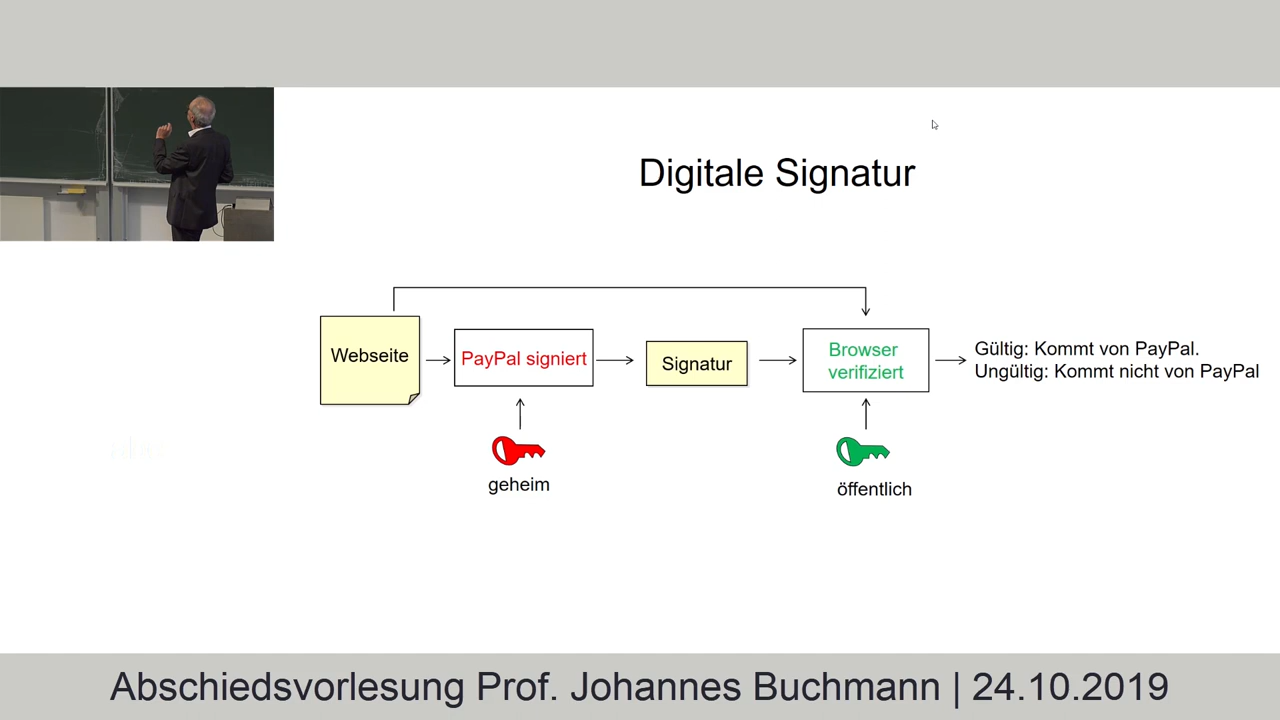 Digitale Signatur
Webseite
PayPal signiert
Signatur
Browser
verifiziert
Gültig: Kommt von PayPal.
Ungültig: Kommt nicht von PayPal
geheim
öffentlich
Abschiedsvorlesung Prof. Johannes Buchmann | 24.10.2019